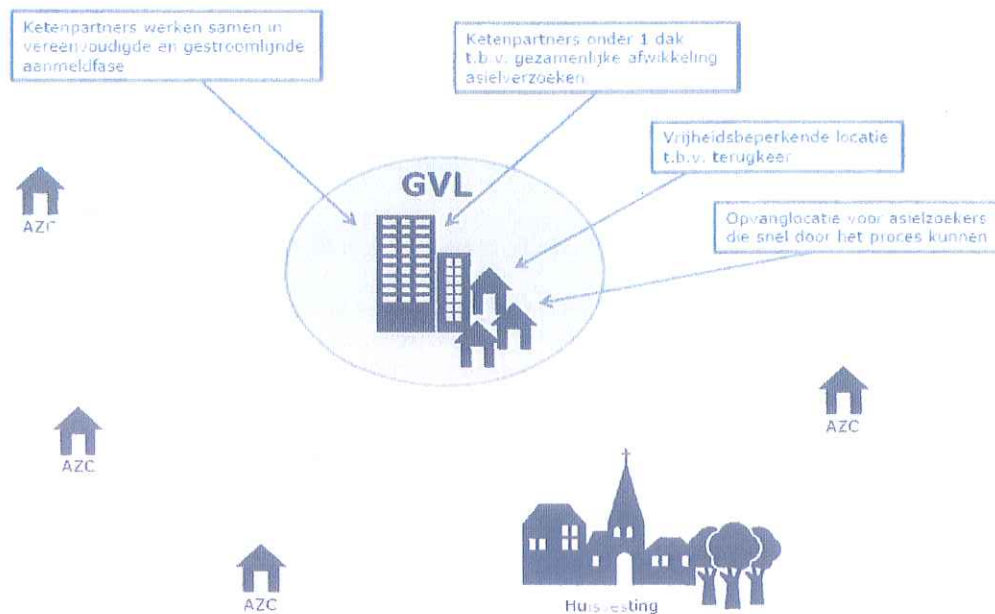 Ketenpartners werken samen in
vereenvoudigde en gestroomlijnde
aanmeldfase
Ketenpartners onder 1 dak
t.b.v. gezamenlijke afwikkeling
asielverzoeken
Vrijheidsbeperkende locatie
t.b.v. terugkeer
GVL
Opvanglocatie voor asielzoekers
die snel door het proces kunnen
AZC
AZC
AZC
AZC
Huisvesting